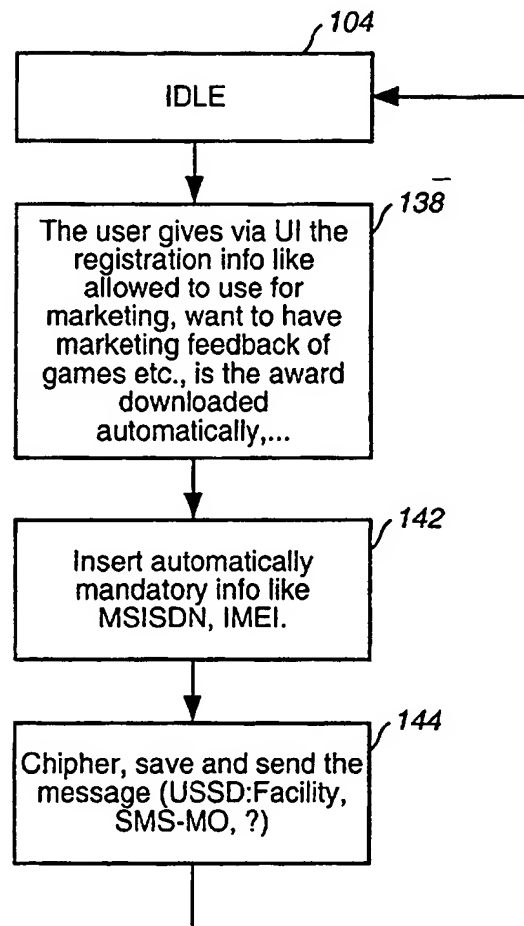 104
IDLE
138
The user gives via UI the
registration info like
allowed to use for
marketing, want to have
marketing feedback of
games etc., is the award
downloaded
automatically,...
142
Insert automatically
mandatory info like
MSISDN, IMEI.
144
Chipher, save and send the
message (USSD:Facility,
SMS-MO, ?)